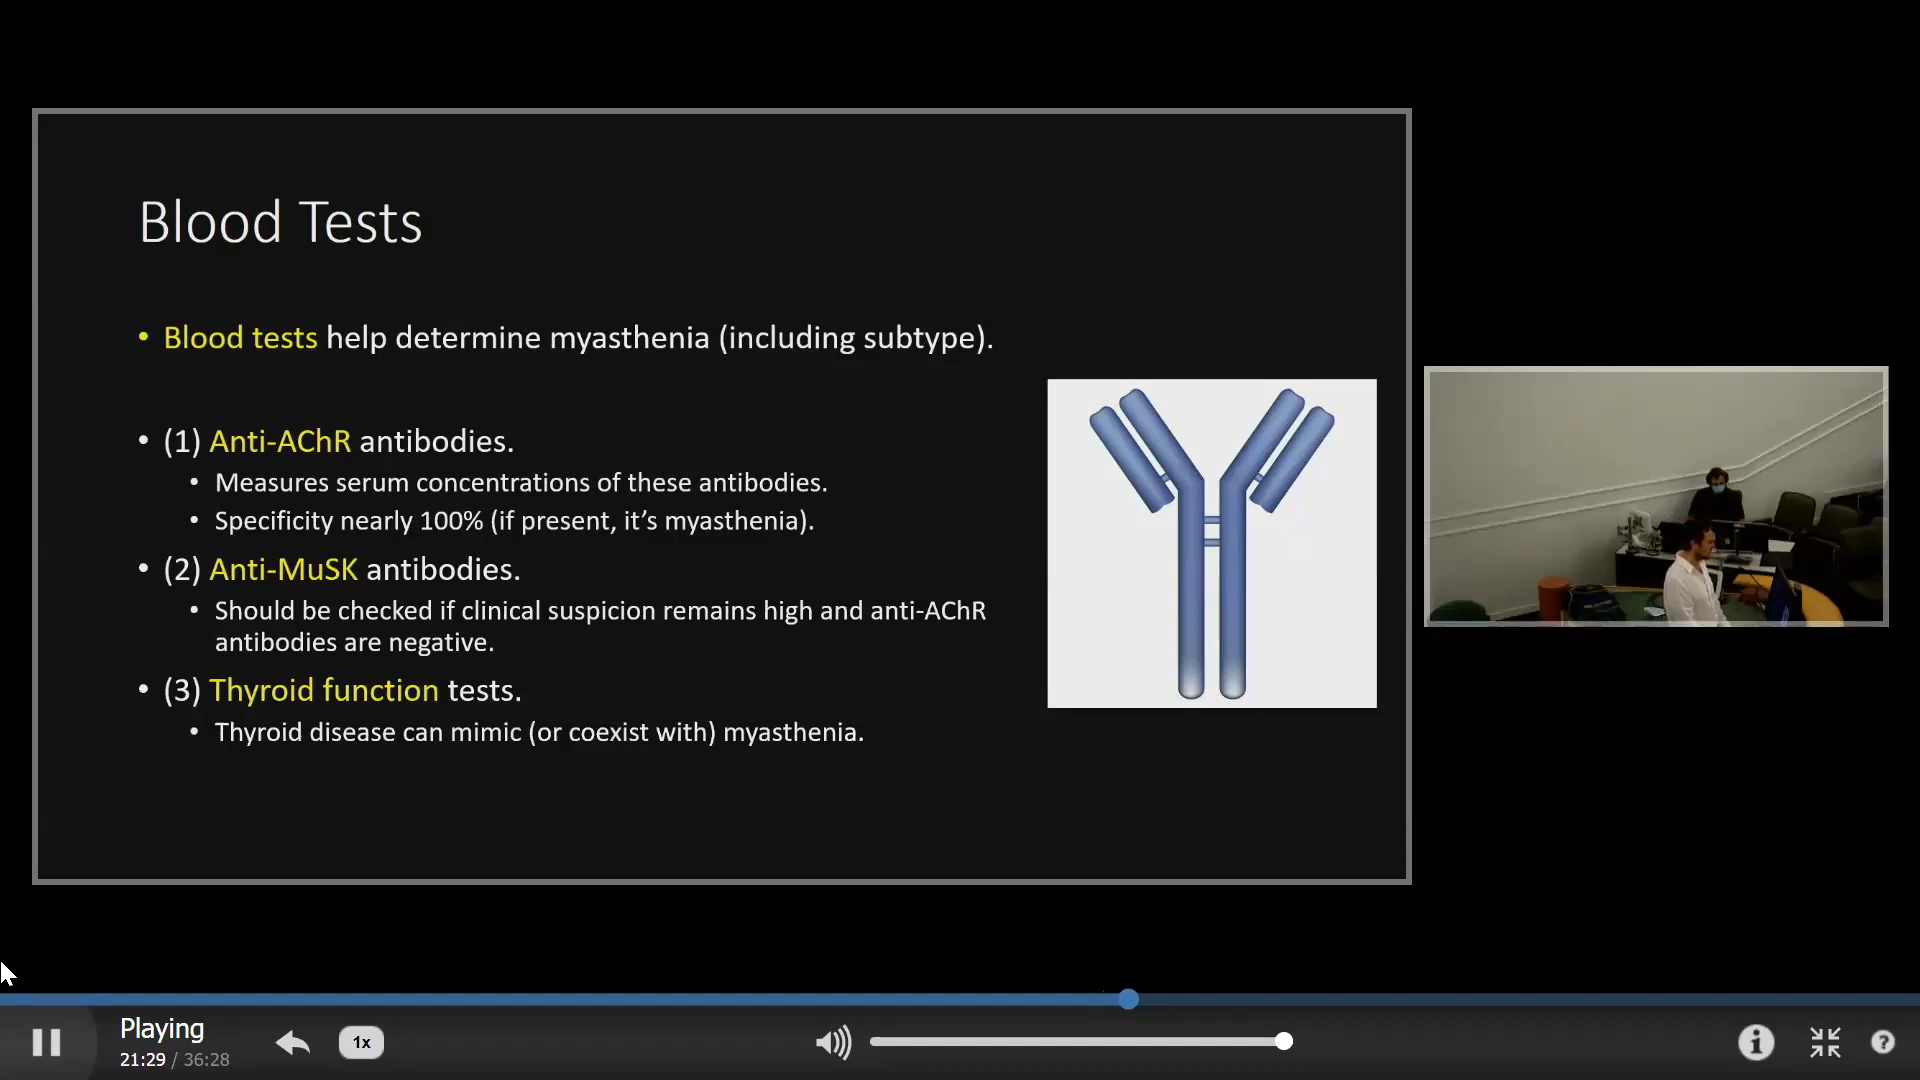 Blood Tests
• Blood tests help determine myasthenia (including subtype).
• (1) Anti-AChR antibodies.
• Measures serum concentrations of these antibodies.
• Specificity nearly 100% (if present, it's myasthenia).
• (2) Anti-MuSK antibodies.
• Should be checked if clinical suspicion remains high and anti-AChR
antibodies are negative.
• (3) Thyroid function tests.
• Thyroid disease can mimic (or coexist with) myasthenia.
Playing
21:29 / 36:28
1x